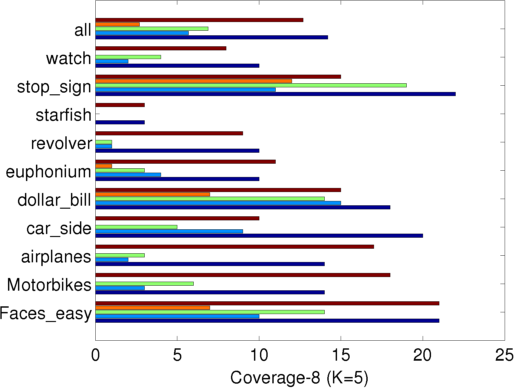 all
watch
stop_sign
starfish
revolver
euphonium
dollar_bill
car_side
airplanes
Motorbikes
Faces_easy
0 5 10 15 20 25
Coverage-8 (K=5)